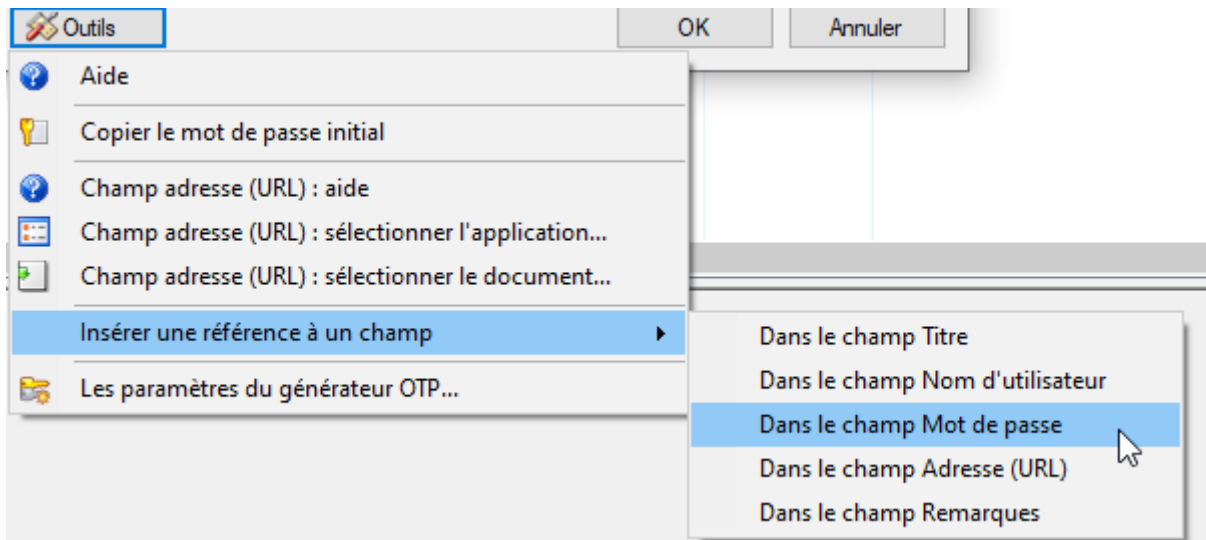 Outils
OK
Annuler
Aide
Copier le mot de passe initial
Champ adresse (URL) : aide
Champ adresse (URL) : sélectionner l'application...
Champ adresse (URL) : sélectionner le document...
Insérer une référence à un champ
Les paramètres du générateur OTP...
Dans le champ Titre
Dans le champ Nom d'utilisateur
Dans le champ Mot de passe
Dans le champ Adresse (URL)
Dans le champ Remarques